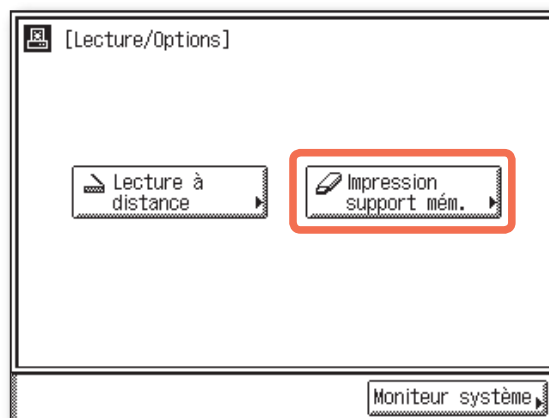 [Lecture/Options]
Lecture à
distance
Impression
support mém.
Moniteur système